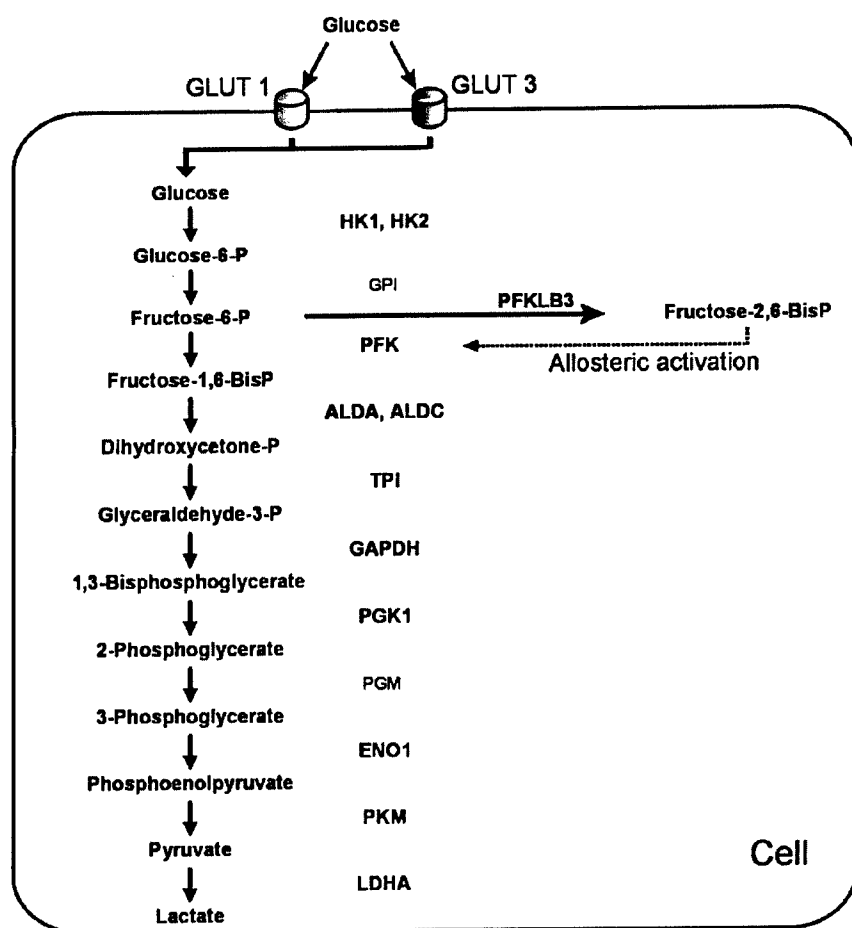 Glucose
GLUT 1
GLUT 3
Glucose
HK1, HK2
Glucose-6-P
GPI
PFKLB3
Fructose-6-P
Fructose-2,6-BisP
PFK
Allosteric activation
Fructose-1,6-BisP
ALDA, ALDC
Dihydroxycetone-P
TPI
Glyceraldehyde-3-P
GAPDH
1,3-Bisphosphoglycerate
PGK1
2-Phosphoglycerate
PGM
3-Phosphoglycerate
ENO1
Phosphoenolpyruvate
PKM
Pyruvate
Cell
LDHA
Lactate